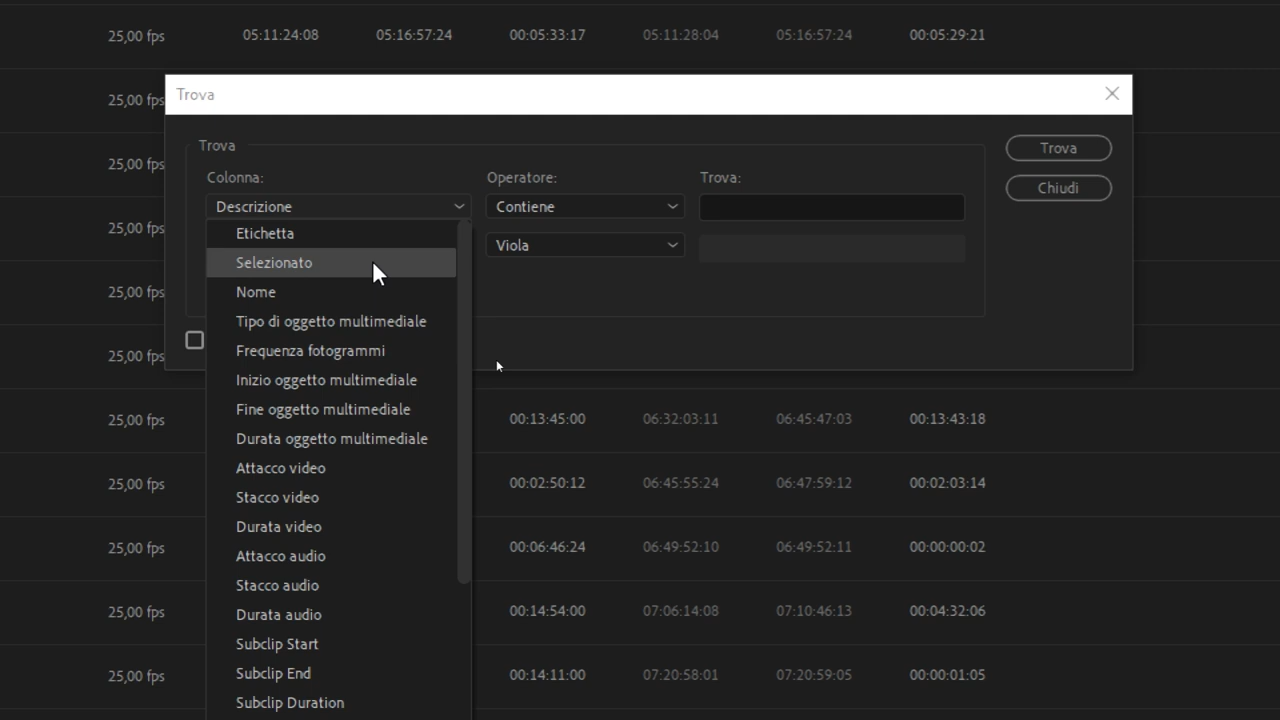 25,00 fps 05:11:24:08 05:16:57:24 00:05:33:17 05:11:28:04 05:16:57:24 00:05:29:21
Trova
25,00 fps
Trova
Trova
25,00 fps
Colonna: Operatore: Trova:
Chiudi
Descrizione Contiene
25,00 fps Etichetta
Viola
Selezionato
25,00 fps
Nome
Tipo di oggetto multimediale
25,00 fps Frequenza fotogrammi
Inizio oggetto multimediale
Fine oggetto multimediale
25,00 fps 00:13:45:00 06:32:03:11 06:45:47:03 00:13:43:18
Durata oggetto multimediale
Attacco video
25,00 fps 00:02:50:12 06:45:55:24 06:47:59:12 00:02:03:14
Stacco video
Durata video
25,00 fps 00:06:46:24 06:49:52:10 06:49:52:11 00:00:00:02
Attacco audio
Stacco audio
25,00 fps Durata audio 00:14:54:00 07:06:14:08 07:10:46:13 00:04:32:06
Subclip Start
25,00 fps Subclip End 00:14:11:00 07:20:58:01 07:20:59:05 00:00:01:05
Subclip Duration